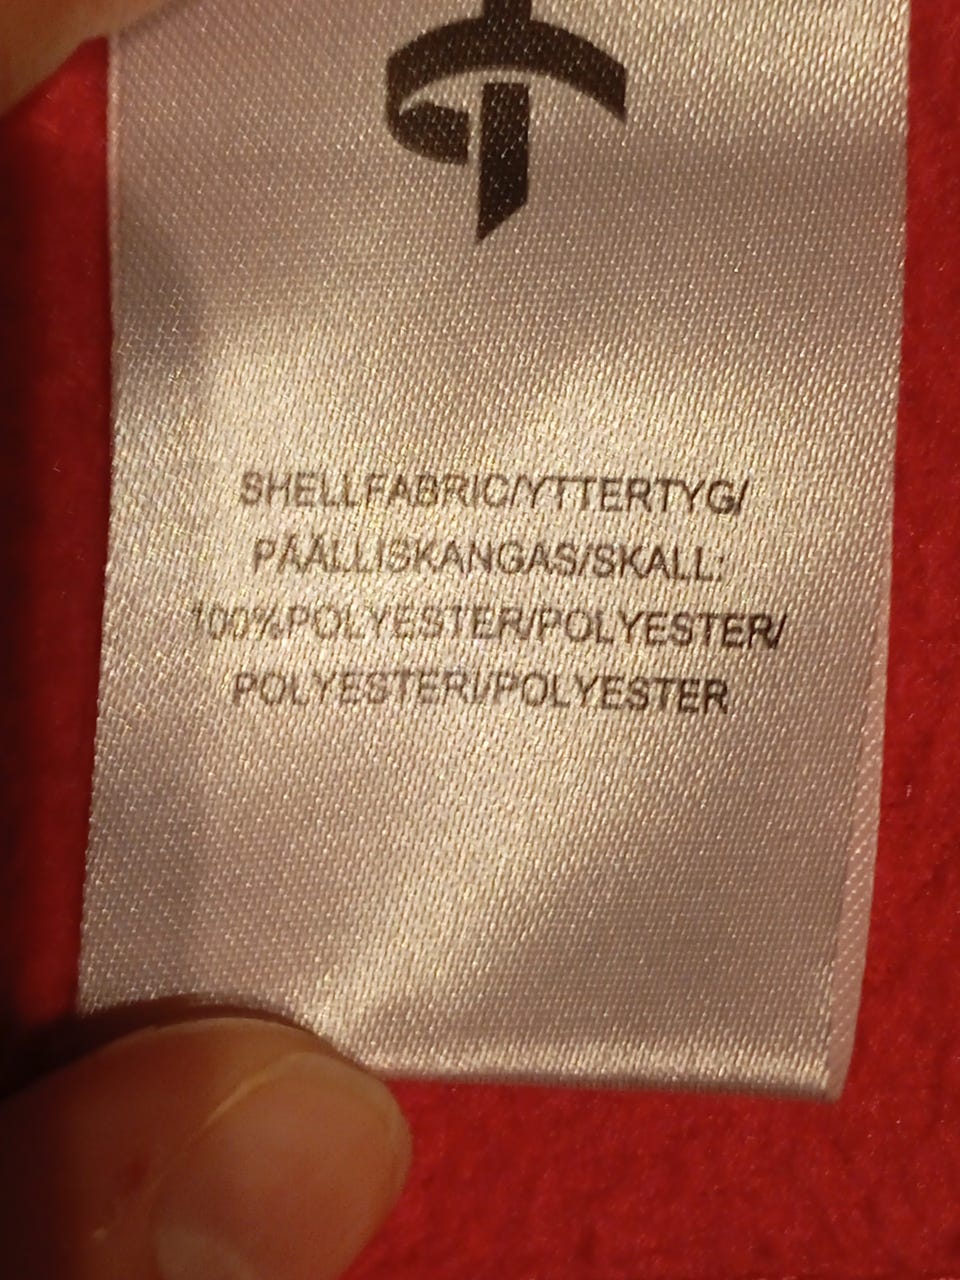 SHELLFABRIC/YTTERTYG/
PÄÄLLISKANGAS/SKALL:
100%POLYESTER/POLYESTER/
POLYESTERI/POLYESTER